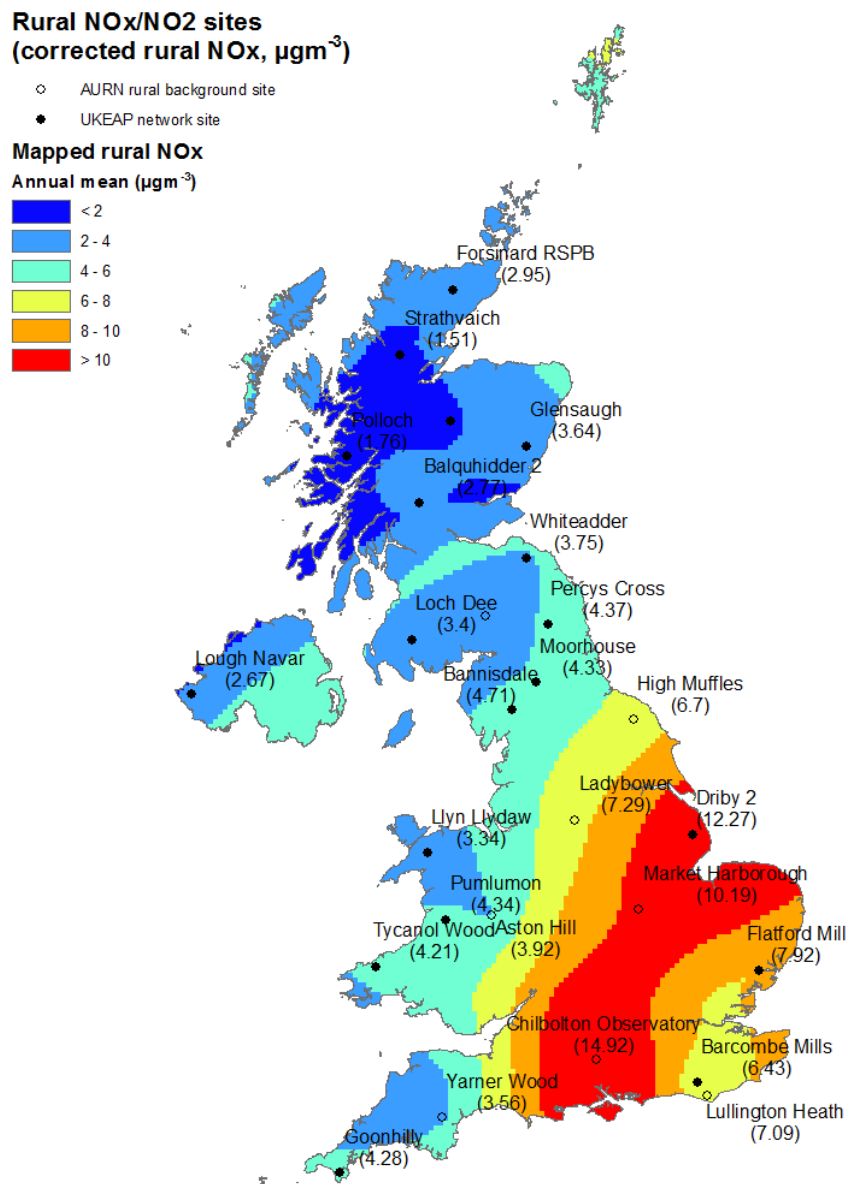 Rural NOx/NO2 sites
(corrected rural NOx, µgm-3)
AURN rural background site
UKEAP network site
Mapped rural NOx
Annual mean (µgm-3)
< 2
2 - 4
4 - 6
6 - 8
8 - 10
> 10
Forsinard RSPB
(2.95)
Strathvaich
(1.51)
Polloch
(1.76)
Glensaugh
(3.64)
Balquhidder 2
(2.77)
Whiteadder
(3.75)
Percys Cross
(4.37)
Loch Dee
(3.4)
Moorhouse
(4.33)
Lough Navar
(2.67)
Bannisdale
(4.71)
High Muffles
(6.7)
Ladybower
(7.29)
Driby 2
(12.27)
Llyn Llydaw
(3.34)
Market Harborough
(10.19)
Pumlumon
(4.34)
Tycanol Wood
(4.21)
Aston Hill
(3.92)
Flatford Mill
(7.92)
Chilbolton Observatory
(14.92)
Barcombe Mills
(6.43)
Yarner Wood
(3.56)
Lullington Heath
(7.09)
Goonhilly
(4.28)